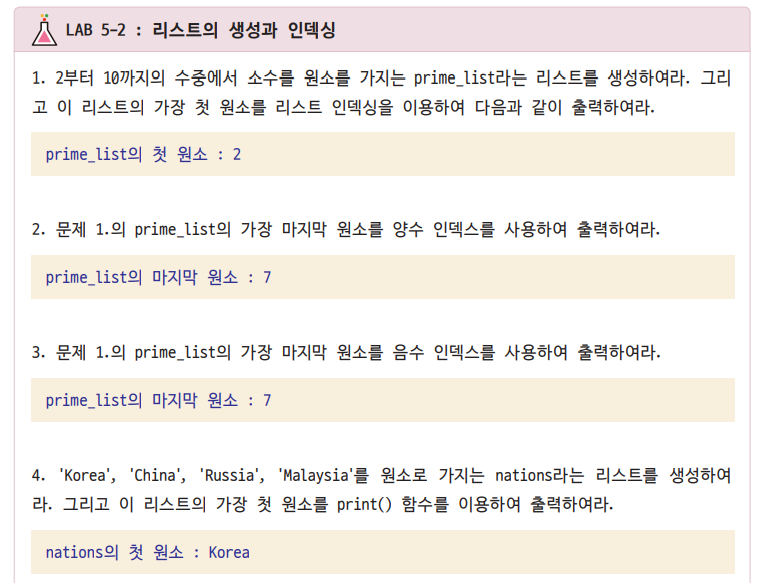 LAB 5-2 : 리스트의 생성과 인덱싱
1. 2부터 10까지의 수중에서 소수를 원소를 가지는 prime_list라는 리스트를 생성하여라. 그리
고 이 리스트의 가장 첫 원소를 리스트 인덱싱을 이용하여 다음과 같이 출력하여라.
prime_list의 첫 원소 : 2
2. 문제 1.의 prime_list의 가장 마지막 원소를 양수 인덱스를 사용하여 출력하여라.
prime_list의 마지막 원소 : 7
3. 문제 1.의 prime_list의 가장 마지막 원소를 음수 인덱스를 사용하여 출력하여라.
prime_list의 마지막 원소 : 7
4. 'Korea', 'China', 'Russia', 'Malaysia'를 원소로 가지는 nations라는 리스트를 생성하여
라. 그리고 이 리스트의 가장 첫 원소를 print() 함수를 이용하여 출력하여라.
nations의 첫 원소 : Korea